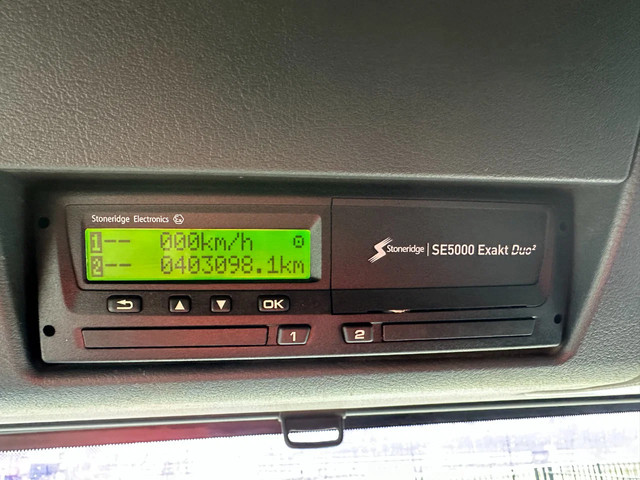 Stoneridge Electronics
1-- 000km/h
2-- 0403098.1km
Stoneridge | SE5000 Exakt Duo²
OK
1 2